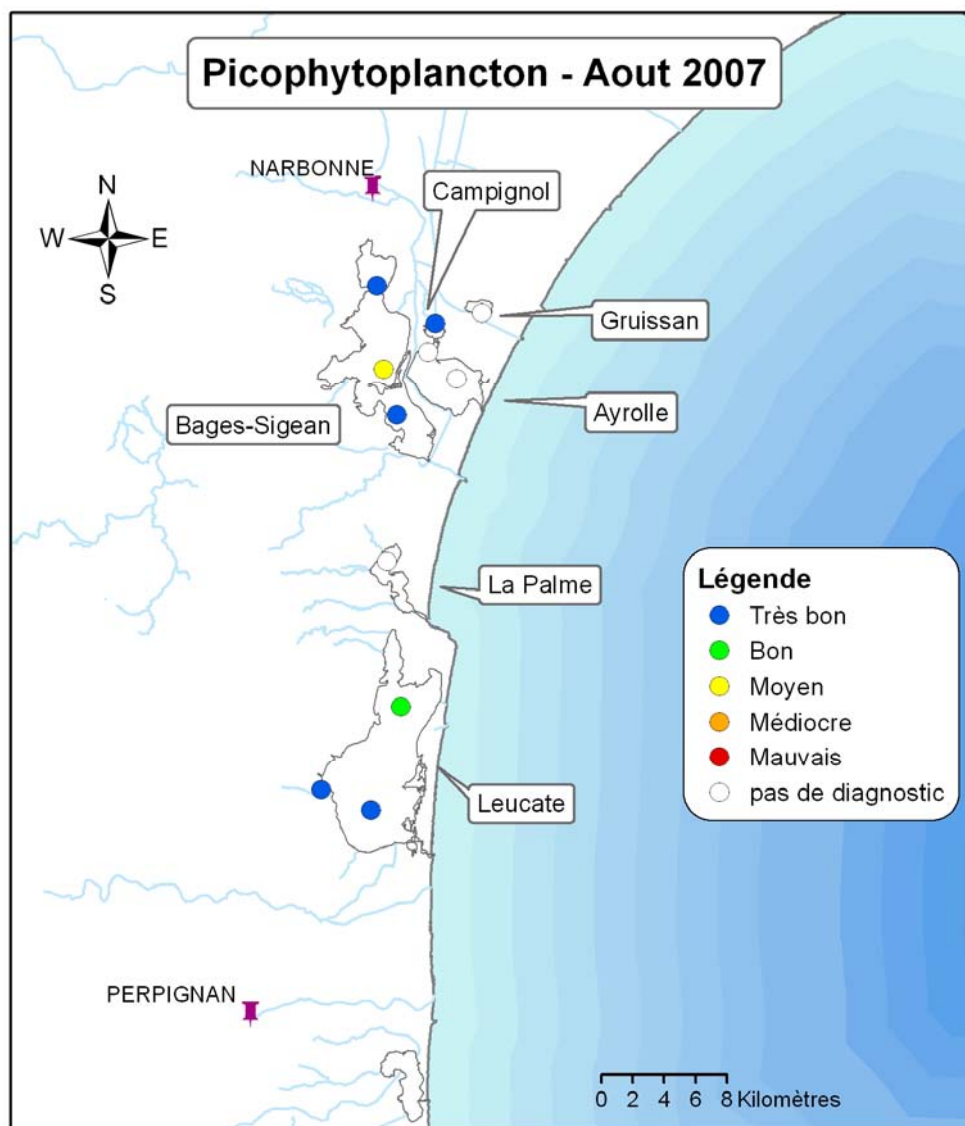 Picophytoplancton - Aout 2007
NARBONNE
Campignol
N
W E
S
Gruissan
Ayrolle
Bages-Sigean
La Palme
Légende
Très bon
Bon
Moyen
Médiocre
Mauvais
pas de diagnostic
Leucate
PERPIGNAN
0 2 4 6 8 Kilomètres